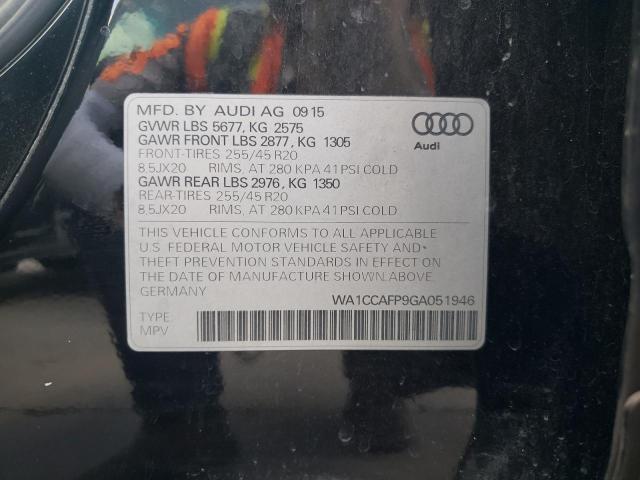 MFD. BY AUDI AG 09 15
GVWR LBS 5677, KG 2575
GAWR FRONT LBS 2877, KG 1305
FRONT-TIRES 255/45 R20
8,5JX20 RIMS, AT 280 KPA 41 PSI COLD
GAWR REAR LBS 2976, KG 1350
REAR-TIRES 255/45 R20
8,5JX20 RIMS, AT 280 KPA 41 PSI COLD
Audi
THIS VEHICLE CONFORMS TO ALL APPLICABLE
U.S. FEDERAL MOTOR VEHICLE SAFETY AND*
THEFT PREVENTION STANDARDS IN EFFECT ON
THE DATE OF MANUFACTURE SHOWN ABOVE.
GERMANY
WA1CCAFP9GA051946
TYPE:
MPV